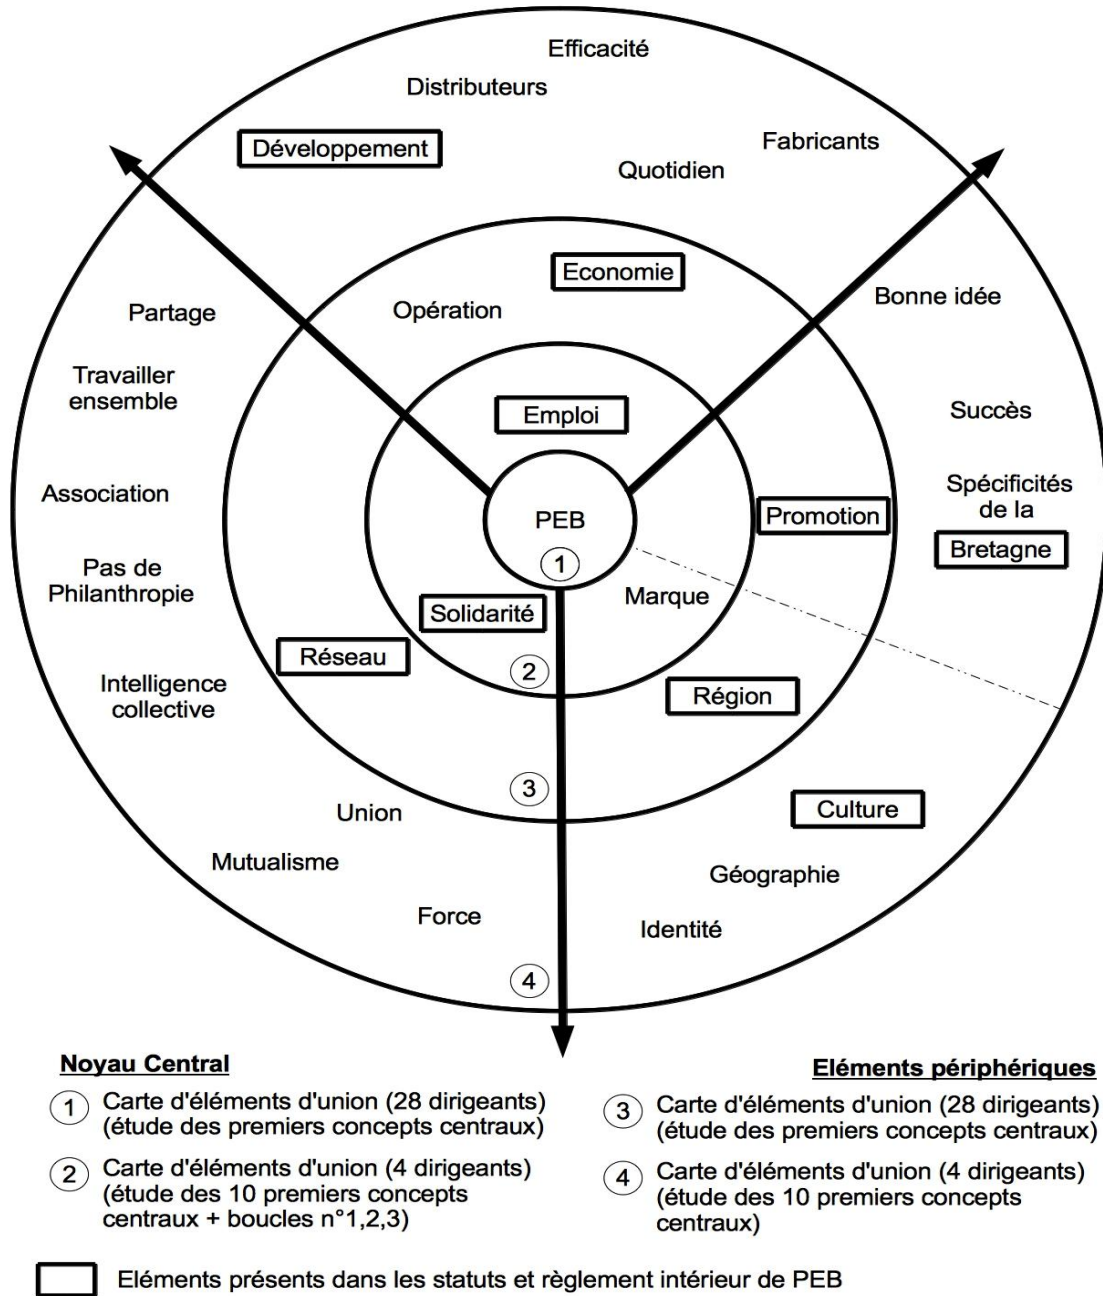 Efficacité
Distributeurs
Fabricants
Développement
Quotidien
Economie
Bonne idée
Partage
Opération
Travailler
ensemble
Emploi
Succès
Association
Spécificités
de la
PEB
Promotion
Bretagne
Pas de
Philanthropie
1
Marque
Solidarité
Réseau
2
Intelligence
collective
Région
3
Union
Culture
Mutualisme
Géographie
Force
Identité
4
Noyau Central
1 Carte d'éléments d'union (28 dirigeants)
(étude des premiers concepts centraux)
2 Carte d'éléments d'union (4 dirigeants)
(étude des 10 premiers concepts
centraux + boucles n°1,2,3)
Eléments périphériques
3 Carte d'éléments d'union (28 dirigeants)
(étude des premiers concepts centraux)
4 Carte d'éléments d'union (4 dirigeants)
(étude des 10 premiers concepts
centraux)
Eléments présents dans les statuts et règlement intérieur de PEB